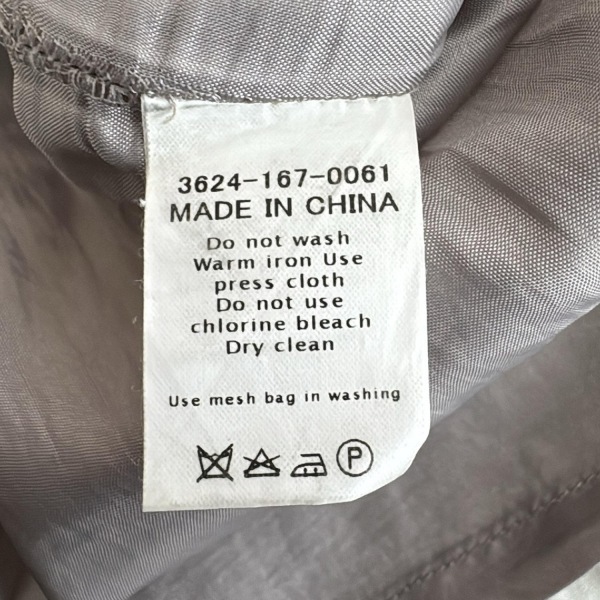 3624-167-0061
MADE IN CHINA
Do not wash
Warm iron Use
press cloth
Do not use
chlorine bleach
Dry clean
Use mesh bag in washing
P